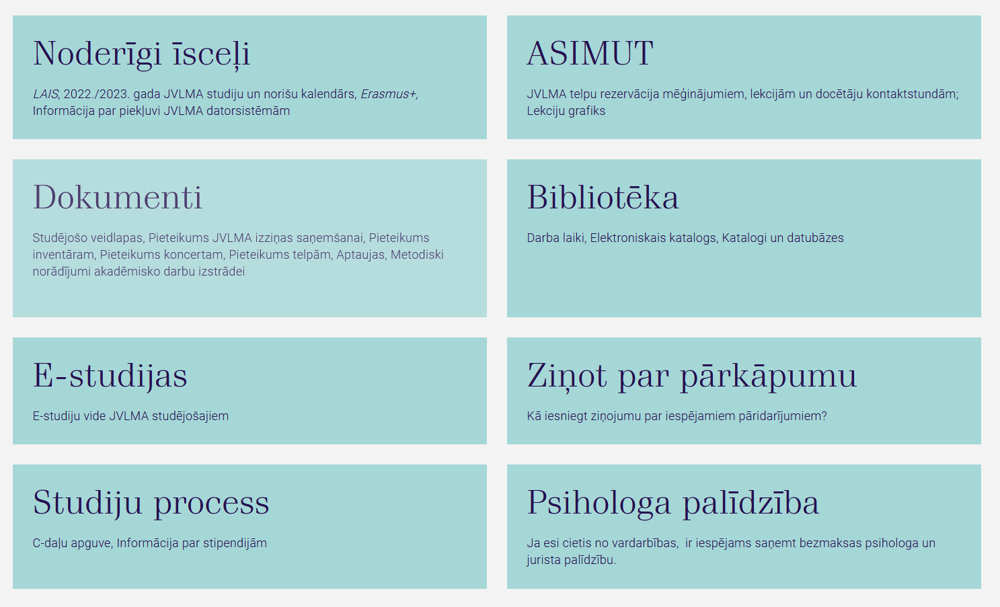 Noderīgi īsceļi
LAIS, 2022./2023. gada JVLMA studiju un norišu kalendārs, Erasmus+,
Informācija par piekļuvi JVLMA datorsistēmām
ASIMUT
JVLMA telpu rezervācija mēģinājumiem, lekcijām un docētāju kontaktstundām;
Lekciju grafiks
Dokumenti
Studējošo veidlapas, Pieteikums JVLMA izziņas saņemšanai, Pieteikums
inventāram, Pieteikums koncertam, Pieteikums telpām, Aptaujas, Metodiski
norādījumi akadēmisko darbu izstrādei
Bibliotēka
Darba laiki, Elektroniskais katalogs, Katalogi un datubāzes
E-studijas
E-studiju vide JVLMA studējošajiem
Ziņot par pārkāpumu
Kā iesniegt ziņojumu par iespējamiem pāridarījumiem?
Studiju process
C-daļu apguve, Informācija par stipendijām
Psihologa palīdzība
Ja esi cietis no vardarbības,  ir iespējams saņemt bezmaksas psihologa un
jurista palīdzību.